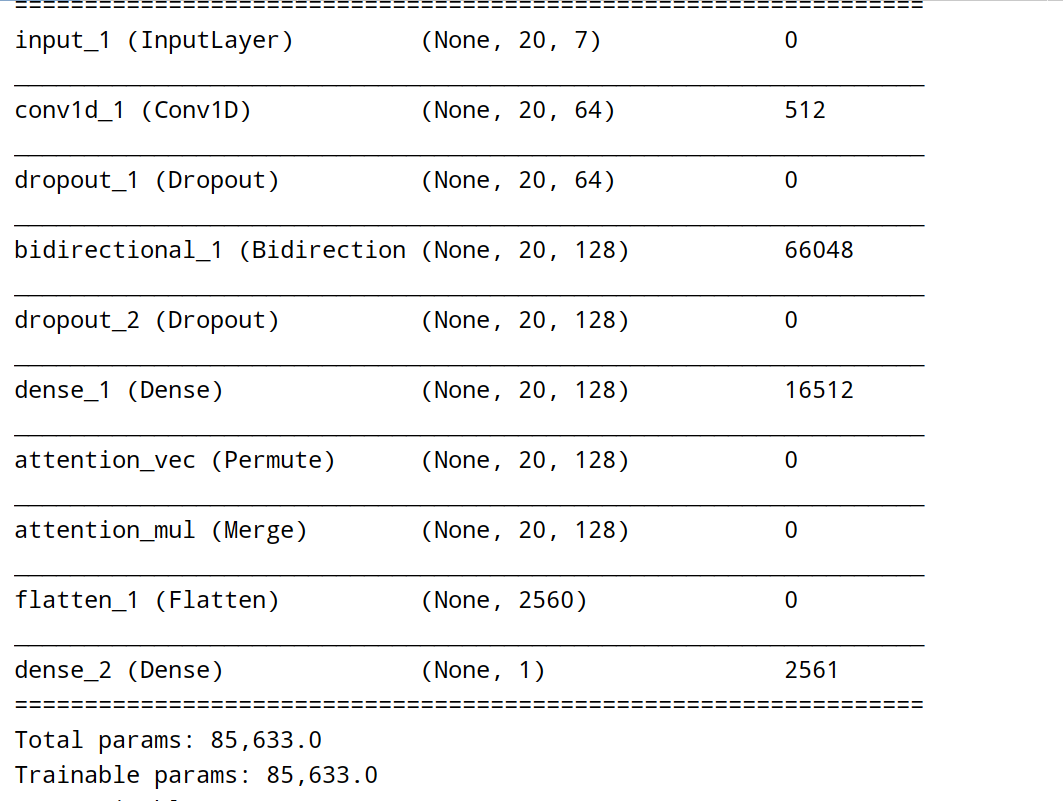 =================================================================
input_1 (InputLayer) (None, 20, 7) 0
_________________________________________________________________
conv1d_1 (Conv1D) (None, 20, 64) 512
_________________________________________________________________
dropout_1 (Dropout) (None, 20, 64) 0
_________________________________________________________________
bidirectional_1 (Bidirection (None, 20, 128) 66048
_________________________________________________________________
dropout_2 (Dropout) (None, 20, 128) 0
_________________________________________________________________
dense_1 (Dense) (None, 20, 128) 16512
_________________________________________________________________
attention_vec (Permute) (None, 20, 128) 0
_________________________________________________________________
attention_mul (Merge) (None, 20, 128) 0
_________________________________________________________________
flatten_1 (Flatten) (None, 2560) 0
_________________________________________________________________
dense_2 (Dense) (None, 1) 2561
=================================================================
Total params: 85,633.0
Trainable params: 85,633.0